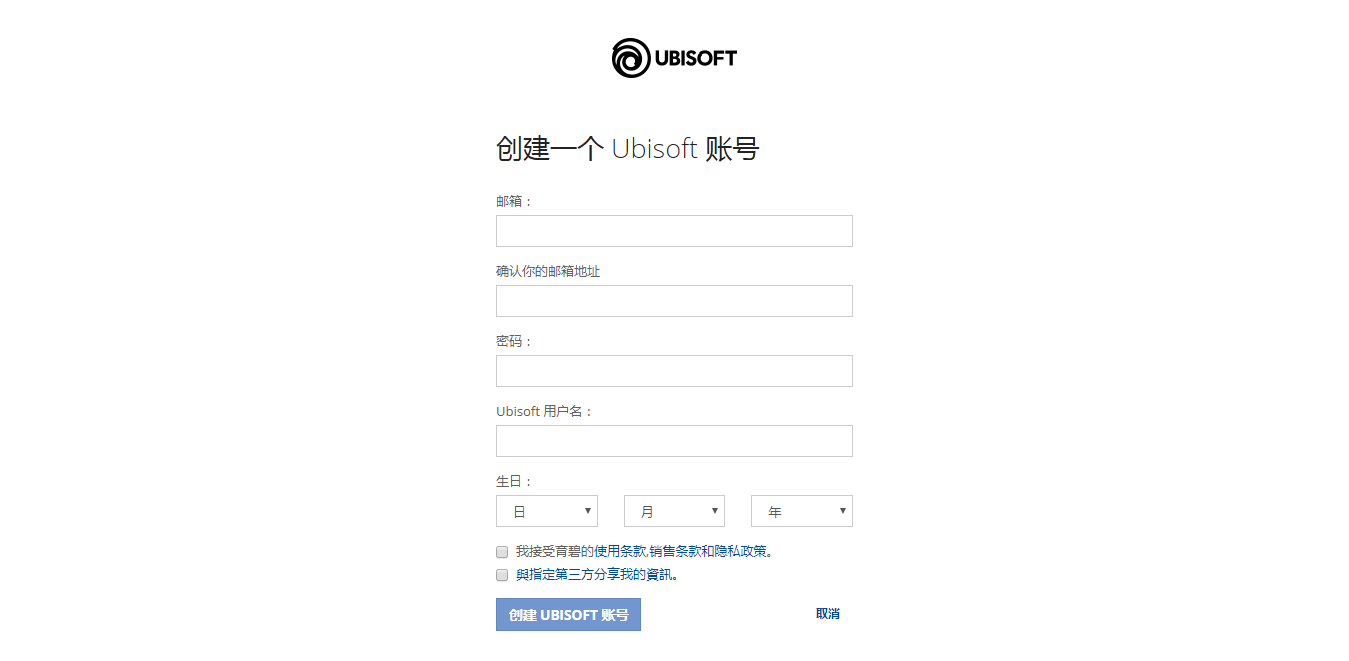 UBISOFT
创建一个 Ubisoft 账号
邮箱：
确认你的邮箱地址
密码：
Ubisoft 用户名：
生日：
日 月 年
我接受育碧的使用条款,销售条款和隐私政策。
與指定第三方分享我的資訊。
创建 UBISOFT 账号 取消